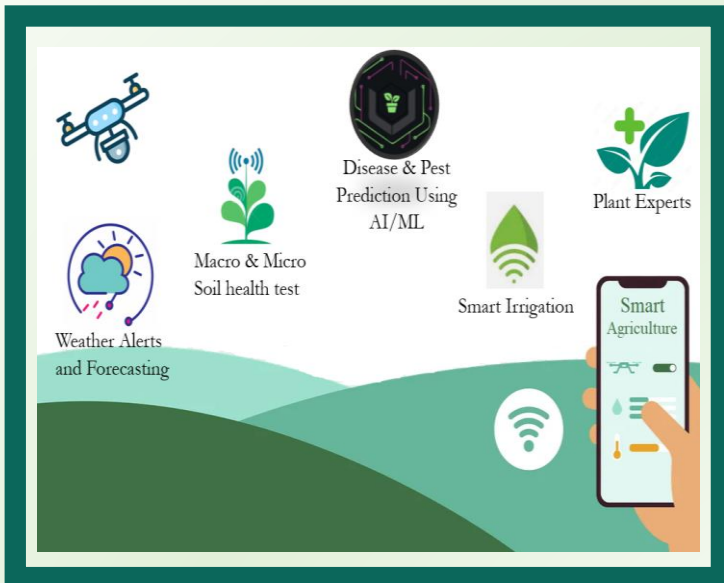 Disease & Pest
Prediction Using
AI/ML
Plant Experts
Macro & Micro
Soil health test
Smart Irrigation
Weather Alerts
and Forecasting
Smart
Agriculture